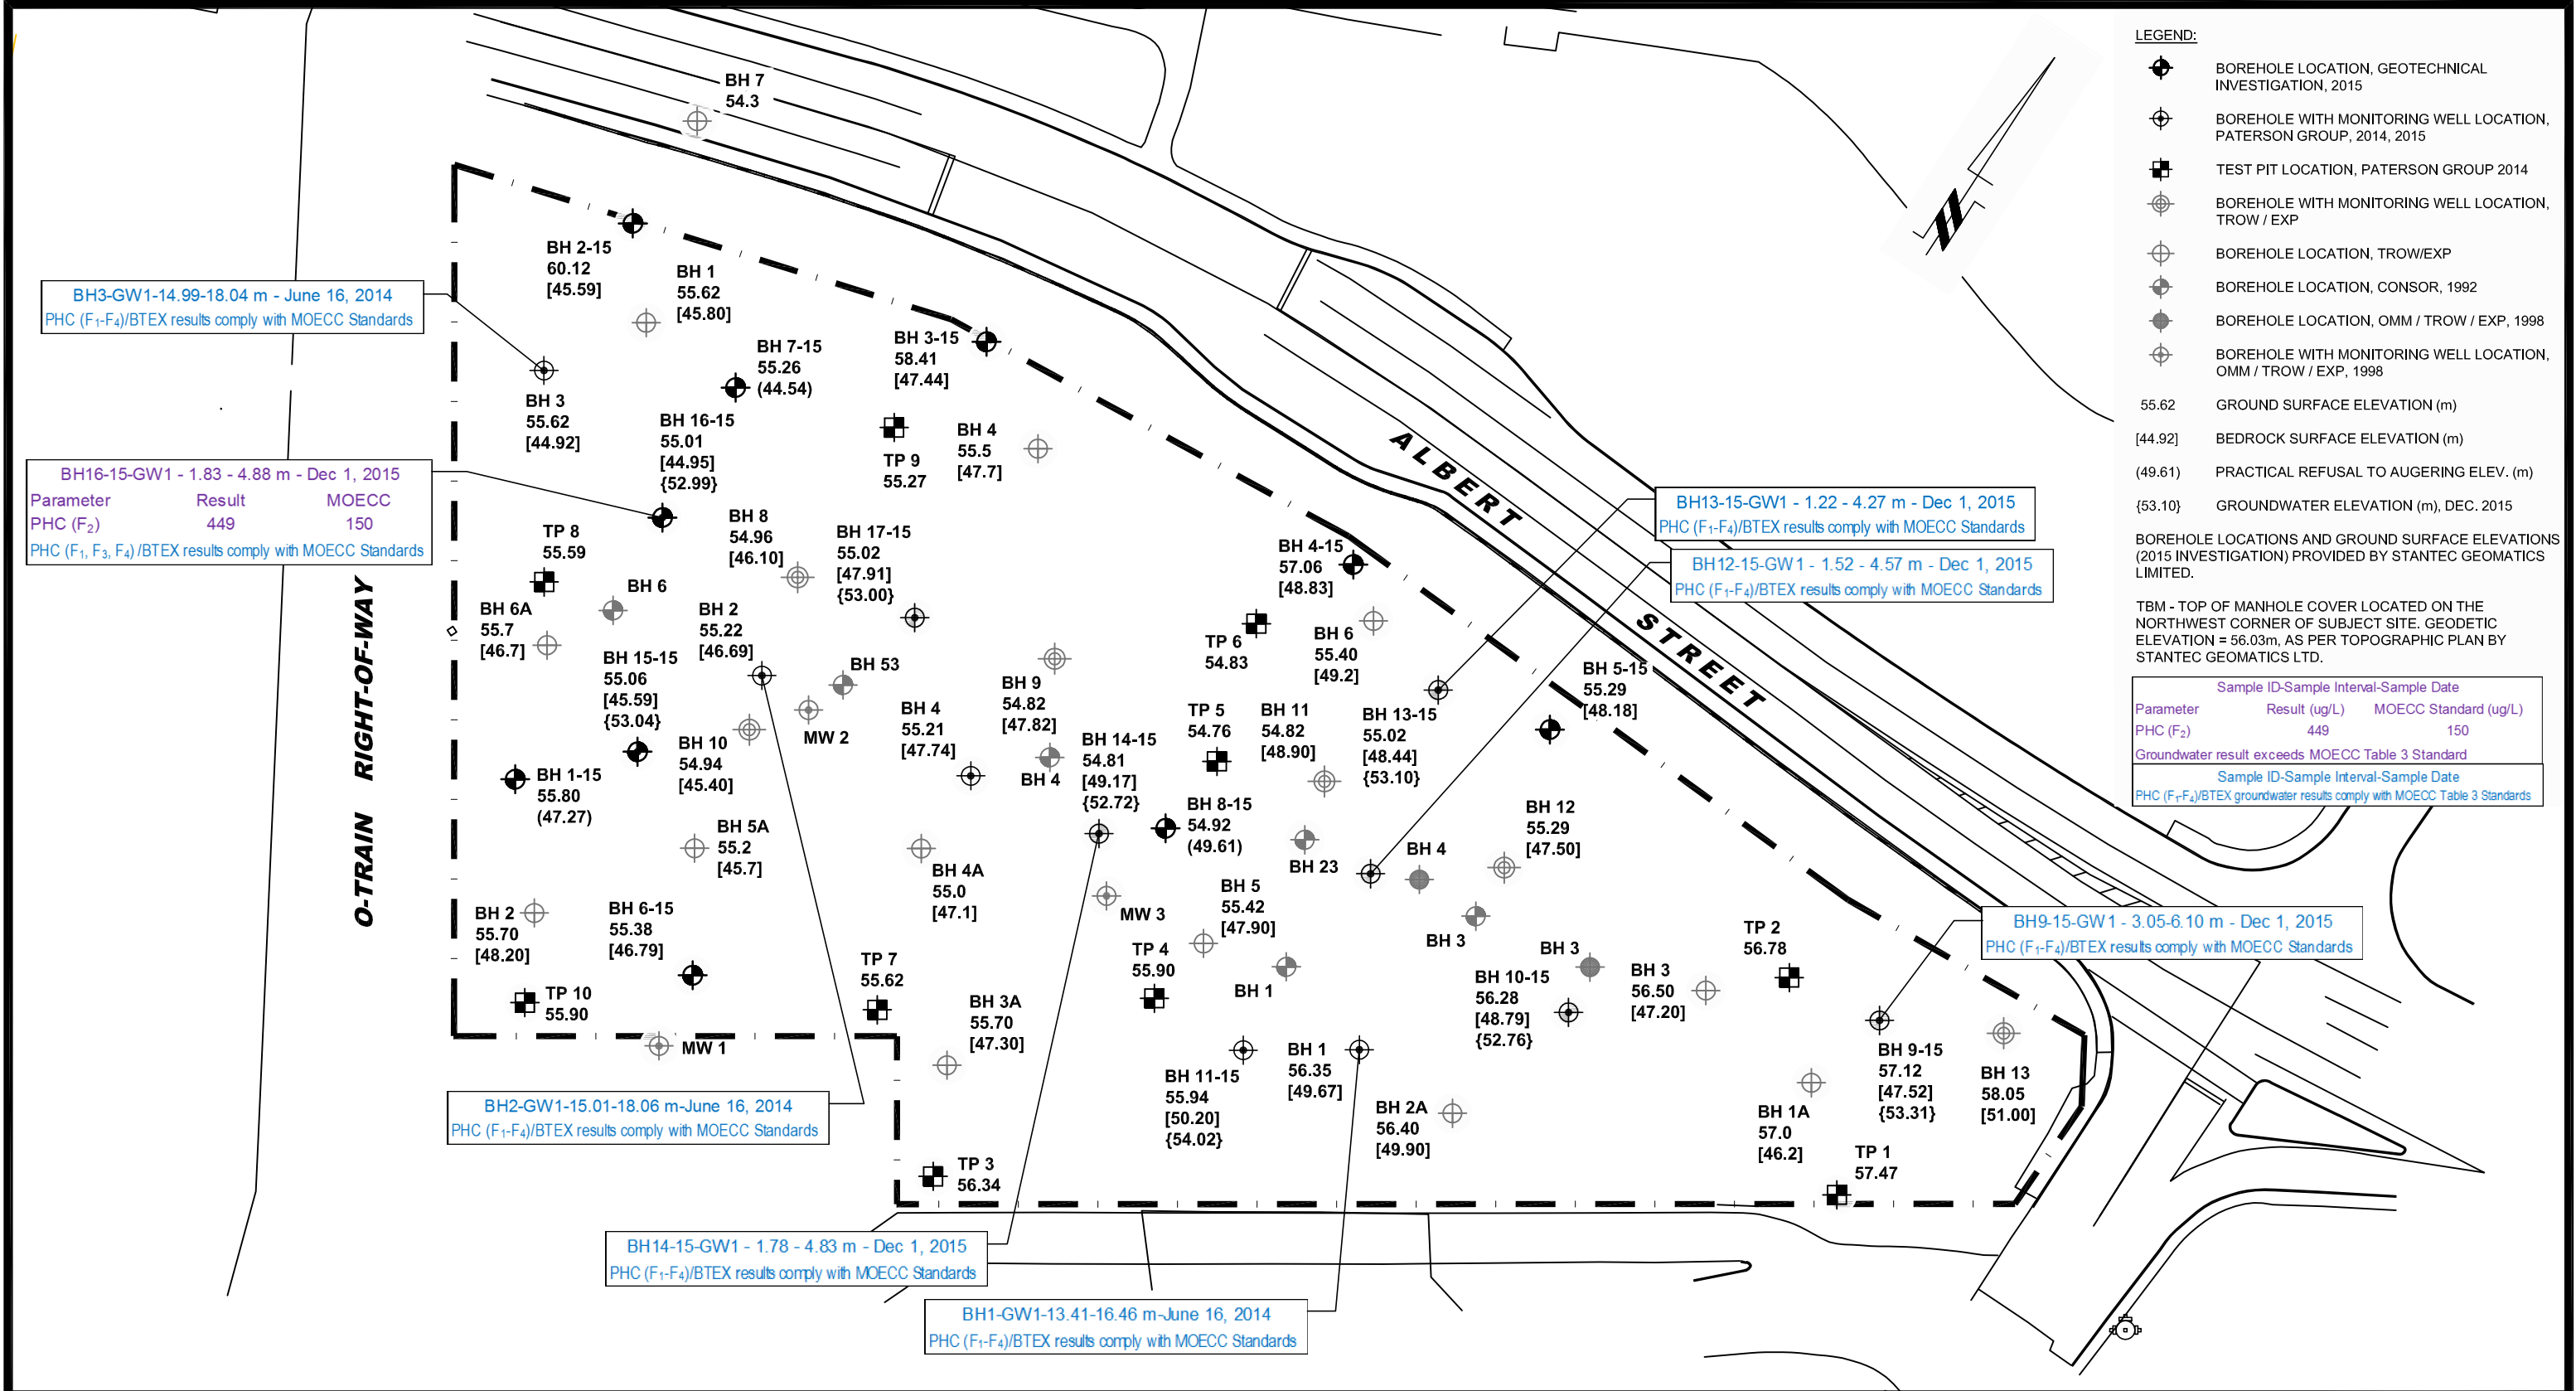 BH 7
54.3
BH 2-15
60.12
[45.59]
BH 1
55.62
[45.80]
BH3-GW1-14.99-18.04 m - June 16, 2014
PHC (F1-F4)/BTEX results comply with MOECC Standards
BH 3
55.62
[44.92]
BH 7-15
55.26
(44.54)
BH 3-15
58.41
[47.44]
BH 16-15
55.01
[44.95]
{52.99}
TP 9
55.27
BH 4
55.5
[47.7]
BH16-15-GW1 - 1.83 - 4.88 m - Dec 1, 2015
Parameter Result MOECC
PHC (F2) 449 150
PHC (F1, F3, F4) /BTEX results comply with MOECC Standards
TP 8
55.59
BH 8
54.96
[46.10]
BH 17-15
55.02
[47.91]
{53.00}
BH 6
BH 6A
55.7
[46.7]
BH 2
55.22
[46.69]
BH 15-15
55.06
[45.59]
{53.04}
BH 53
MW 2
BH 10
54.94
[45.40]
BH 1-15
55.80
(47.27)
BH 4
55.21
[47.74]
BH 9
54.82
[47.82]
BH 4
BH 14-15
54.81
[49.17]
{52.72}
TP 6
54.83
BH 4-15
57.06
[48.83]
BH 6
55.40
[49.2]
TP 5
54.76
BH 11
54.82
[48.90]
BH 13-15
55.02
[48.44]
{53.10}
BH 5-15
55.29
[48.18]
BH 8-15
54.92
(49.61)
BH 5A
55.2
[45.7]
BH 4A
55.0
[47.1]
MW 3
BH 23
BH 4
BH 12
55.29
[47.50]
BH 5
55.42
[47.90]
BH 3
BH 2
55.70
[48.20]
BH 6-15
55.38
[46.79]
TP 10
55.90
MW 1
TP 7
55.62
BH 3A
55.70
[47.30]
TP 4
55.90
BH 1
BH 10-15
56.28
[48.79]
{52.76}
BH 3
BH 3
56.50
[47.20]
TP 2
56.78
BH 11-15
55.94
[50.20]
{54.02}
BH 1
56.35
[49.67]
BH 2A
56.40
[49.90]
BH 1A
57.0
[46.2]
BH 9-15
57.12
[47.52]
{53.31}
BH 13
58.05
[51.00]
TP 1
57.47
TP 3
56.34
O-TRAIN RIGHT-OF-WAY
ALBERT STREET
BH13-15-GW1 - 1.22 - 4.27 m - Dec 1, 2015
PHC (F1-F4)/BTEX results comply with MOECC Standards
BH12-15-GW1 - 1.52 - 4.57 m - Dec 1, 2015
PHC (F1-F4)/BTEX results comply with MOECC Standards
BH9-15-GW1 - 3.05-6.10 m - Dec 1, 2015
PHC (F1-F4)/BTEX results comply with MOECC Standards
BH2-GW1-15.01-18.06 m-June 16, 2014
PHC (F1-F4)/BTEX results comply with MOECC Standards
BH14-15-GW1 - 1.78 - 4.83 m - Dec 1, 2015
PHC (F1-F4)/BTEX results comply with MOECC Standards
BH1-GW1-13.41-16.46 m-June 16, 2014
PHC (F1-F4)/BTEX results comply with MOECC Standards
LEGEND:
BOREHOLE LOCATION, GEOTECHNICAL
INVESTIGATION, 2015
BOREHOLE WITH MONITORING WELL LOCATION,
PATERSON GROUP, 2014, 2015
TEST PIT LOCATION, PATERSON GROUP 2014
BOREHOLE WITH MONITORING WELL LOCATION,
TROW / EXP
BOREHOLE LOCATION, TROW/EXP
BOREHOLE LOCATION, CONSOR, 1992
BOREHOLE LOCATION, OMM / TROW / EXP, 1998
BOREHOLE WITH MONITORING WELL LOCATION,
OMM / TROW / EXP, 1998
55.62 GROUND SURFACE ELEVATION (m)
[44.92] BEDROCK SURFACE ELEVATION (m)
(49.61) PRACTICAL REFUSAL TO AUGERING ELEV. (m)
{53.10} GROUNDWATER ELEVATION (m), DEC. 2015
BOREHOLE LOCATIONS AND GROUND SURFACE ELEVATIONS
(2015 INVESTIGATION) PROVIDED BY STANTEC GEOMATICS
LIMITED.
TBM - TOP OF MANHOLE COVER LOCATED ON THE
NORTHWEST CORNER OF SUBJECT SITE. GEODETIC
ELEVATION = 56.03m, AS PER TOPOGRAPHIC PLAN BY
STANTEC GEOMATICS LTD.
Sample ID-Sample Interval-Sample Date
Parameter Result (ug/L) MOECC Standard (ug/L)
PHC (F2) 449 150
Groundwater result exceeds MOECC Table 3 Standard
Sample ID-Sample Interval-Sample Date
PHC (F1-F4)/BTEX groundwater results comply with MOECC Table 3 Standards